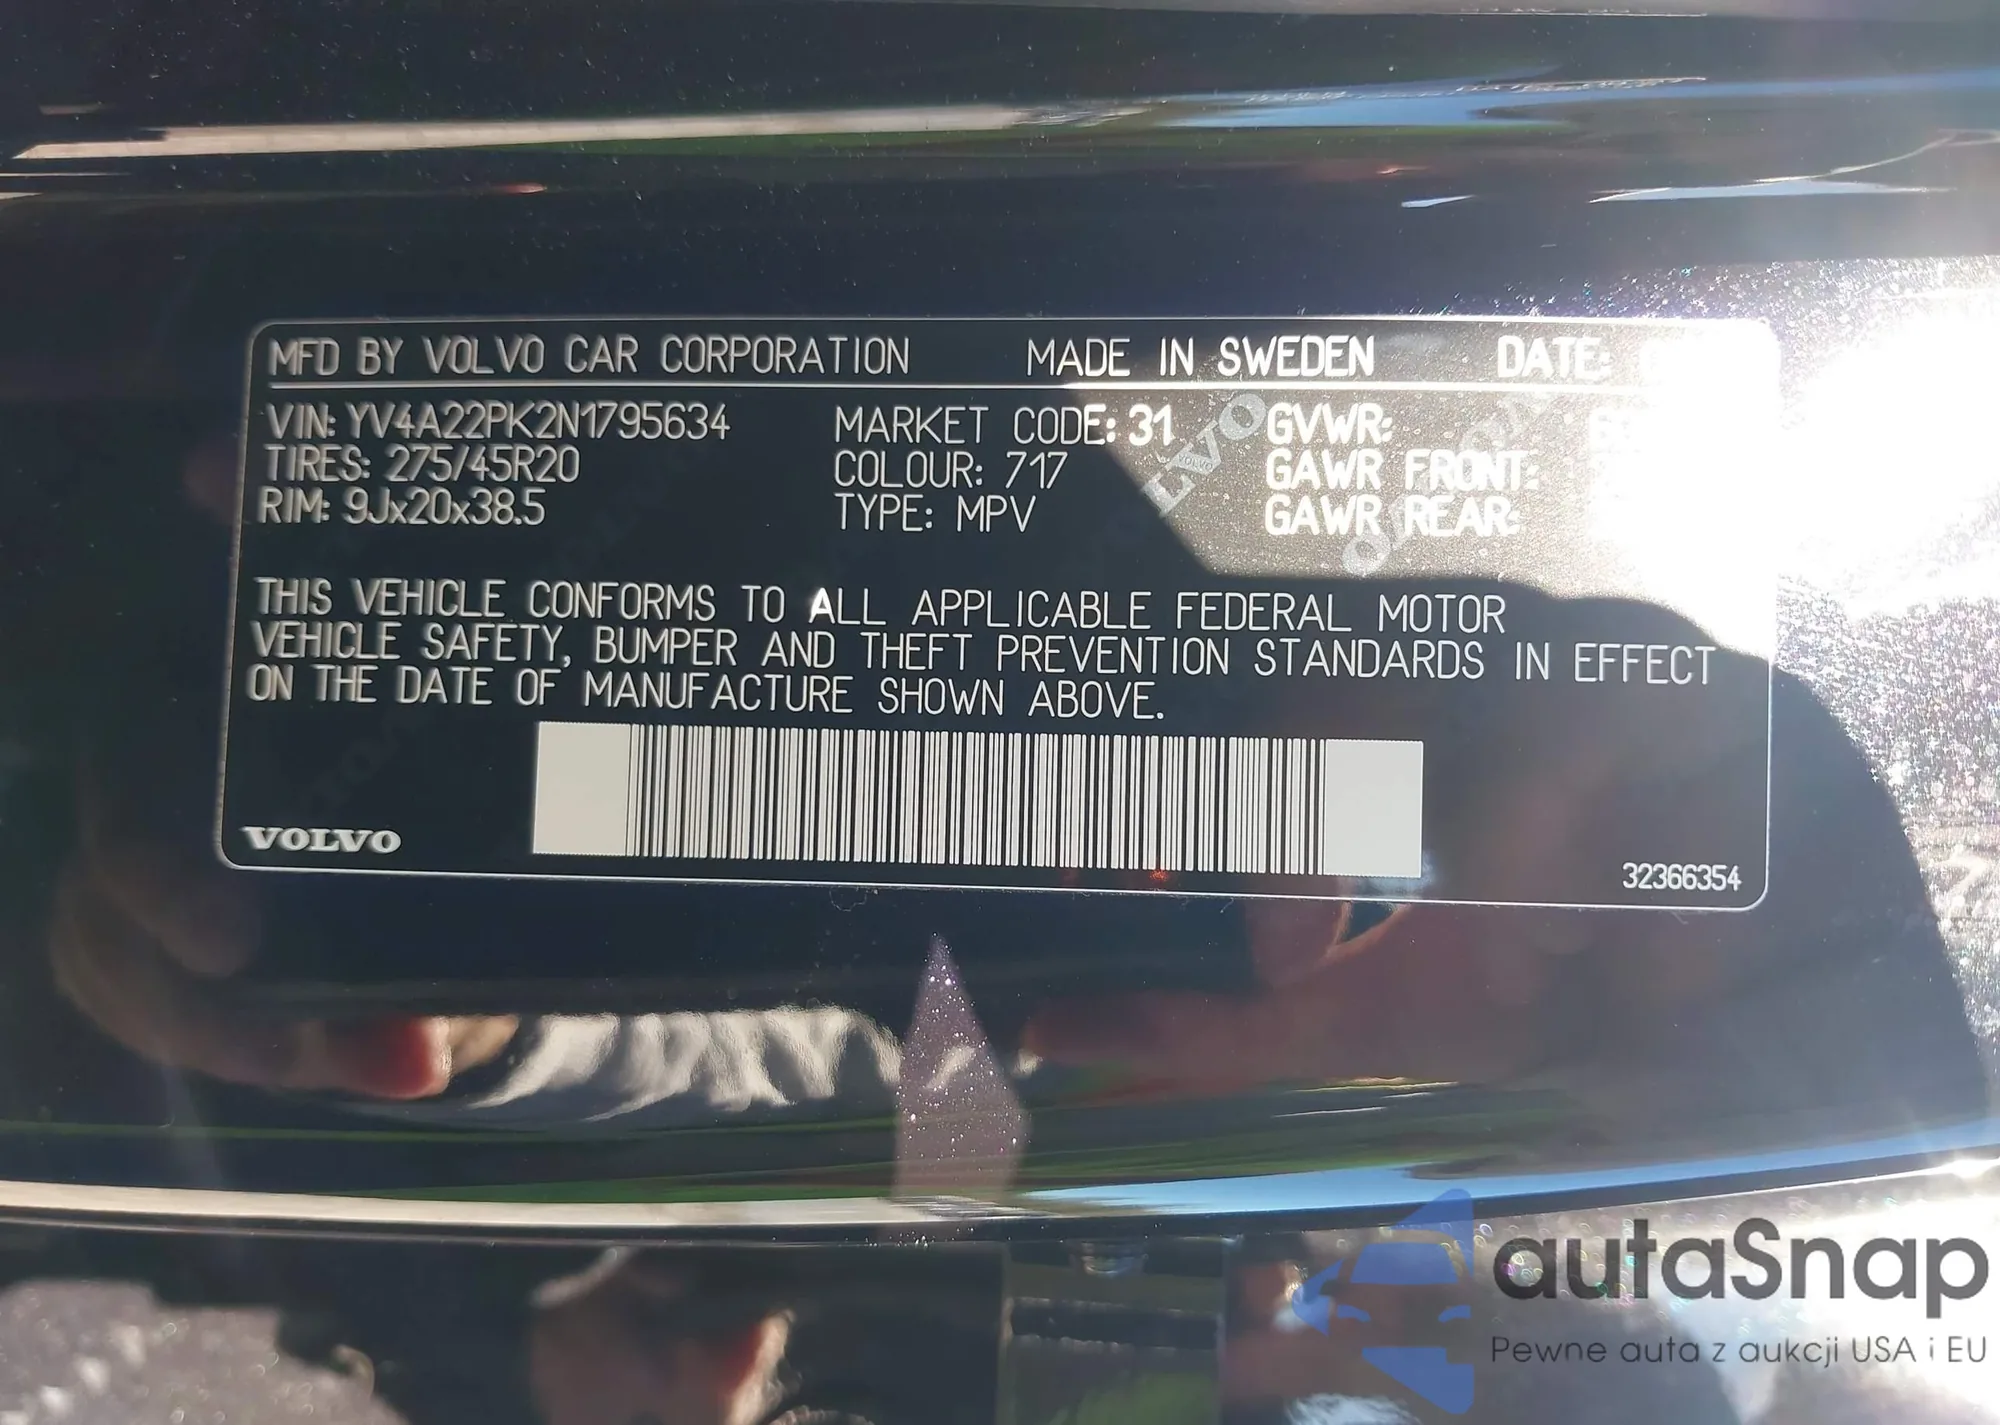 MFD BY VOLVO CAR CORPORATION MADE IN SWEDEN DATE:
VIN: YV4A22PK2N1795634 MARKET CODE: 31 GVWR:
TIRES: 275/45R20 COLOUR: 717 GAWR FRONT:
RIM: 9Jx20x38.5 TYPE: MPV GAWR REAR:
THIS VEHICLE CONFORMS TO ALL APPLICABLE FEDERAL MOTOR
VEHICLE SAFETY, BUMPER AND THEFT PREVENTION STANDARDS IN EFFECT
ON THE DATE OF MANUFACTURE SHOWN ABOVE.
VOLVO
32366354
autaSnap
Pewne auta z aukcji USA i EU